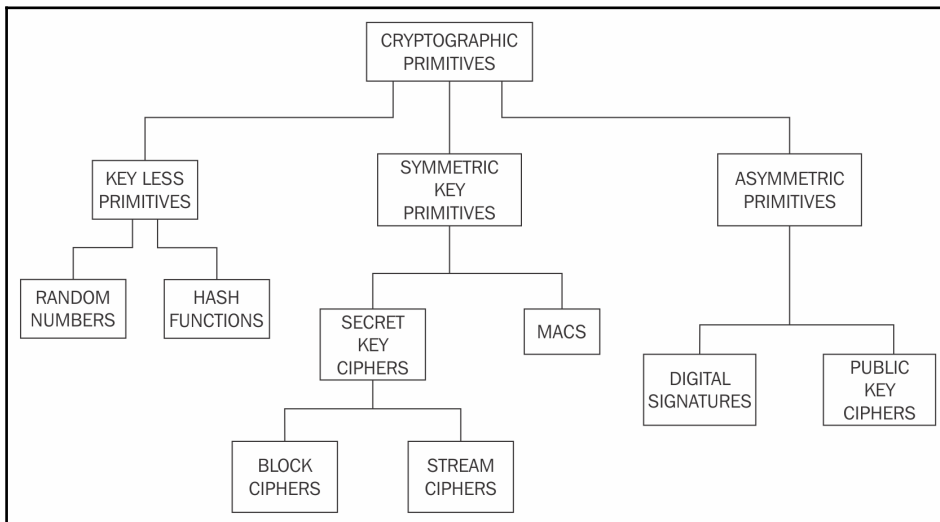 CRYPTOGRAPHIC
PRIMITIVES
KEY LESS
PRIMITIVES
SYMMETRIC
KEY
PRIMITIVES
ASYMMETRIC
PRIMITIVES
RANDOM
NUMBERS
HASH
FUNCTIONS
SECRET
KEY
CIPHERS
MACS
DIGITAL
SIGNATURES
PUBLIC
KEY
CIPHERS
BLOCK
CIPHERS
STREAM
CIPHERS